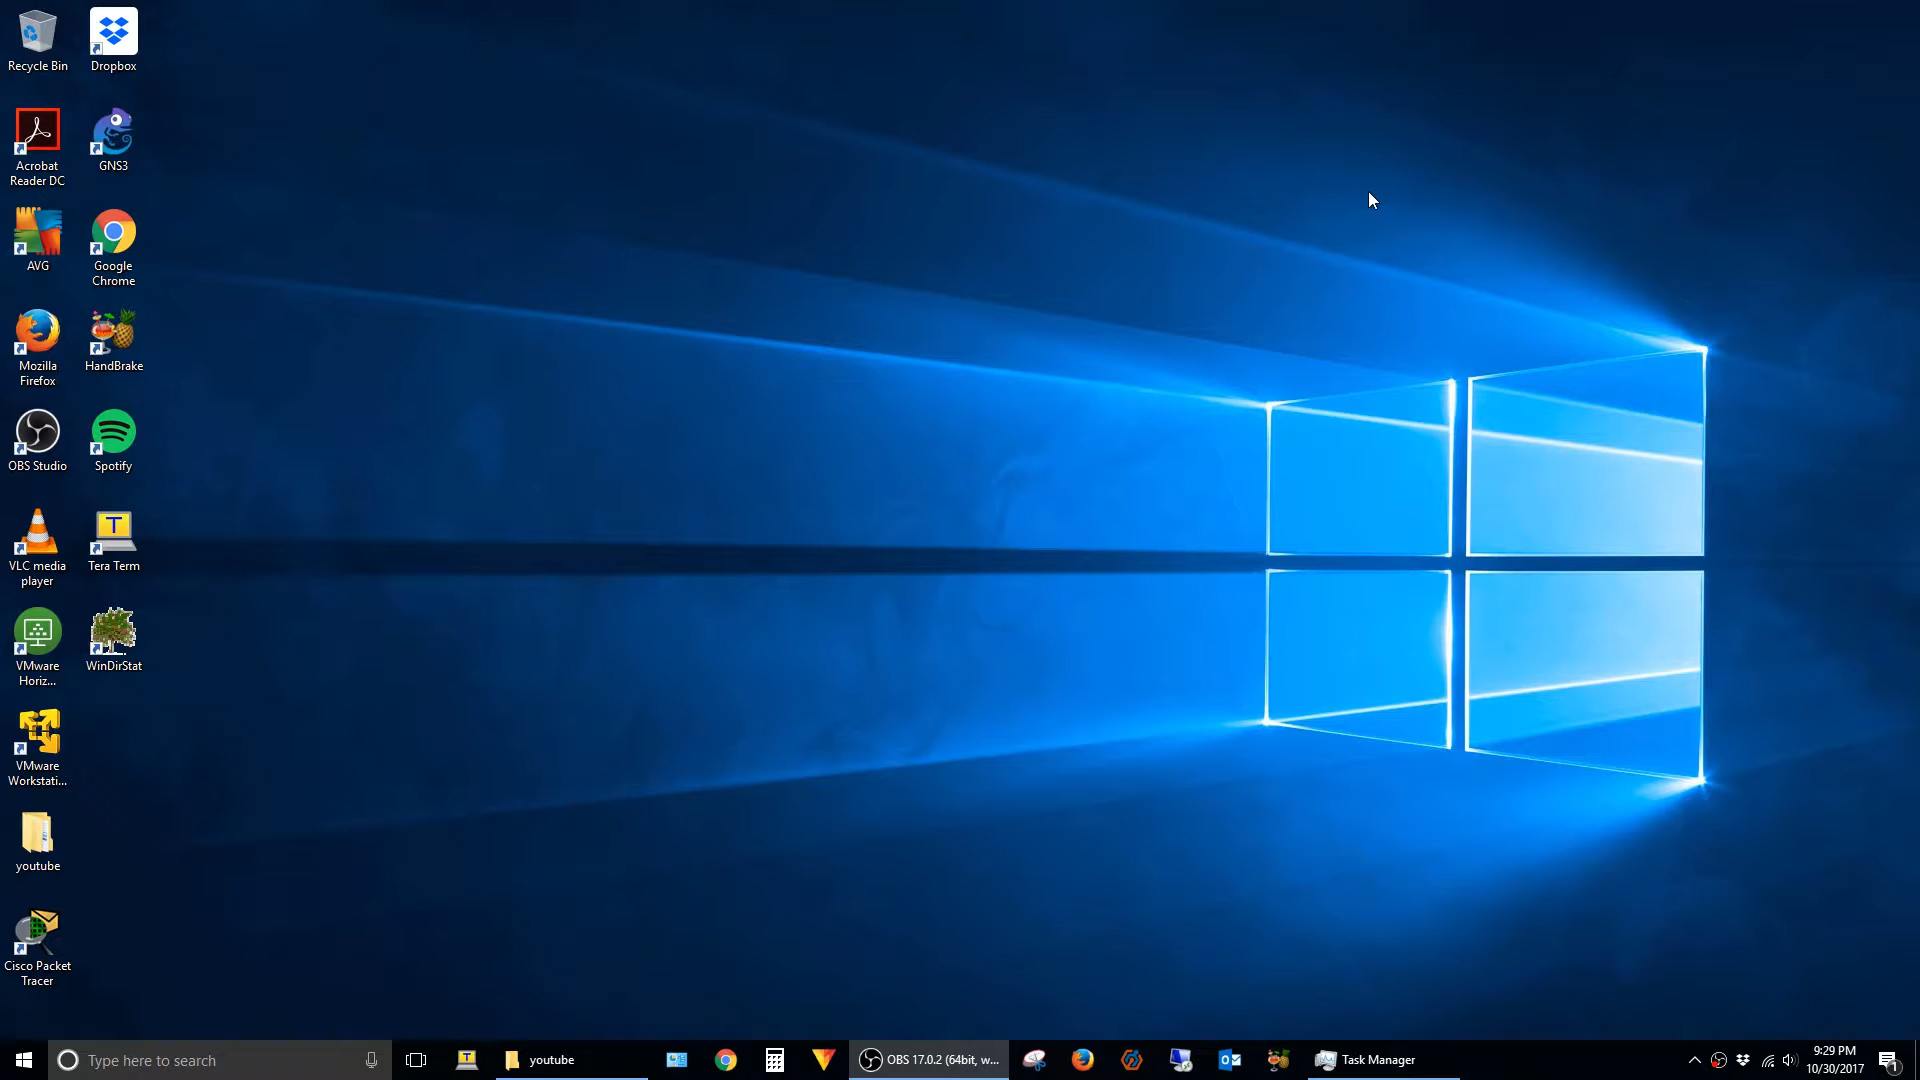 Recycle Bin
Dropbox
Acrobat
Reader DC
GNS3
AVG
Google
Chrome
Mozilla
Firefox
HandBrake
OBS Studio
Spotify
VLC media
player
T
Tera Term
VMware
Horiz...
WinDirStat
VMware
Workstati...
youtube
Cisco Packet
Tracer
Type here to search
T
youtube
OBS 17.0.2 (64bit, w...
Task Manager
9:29 PM
10/30/2017
1